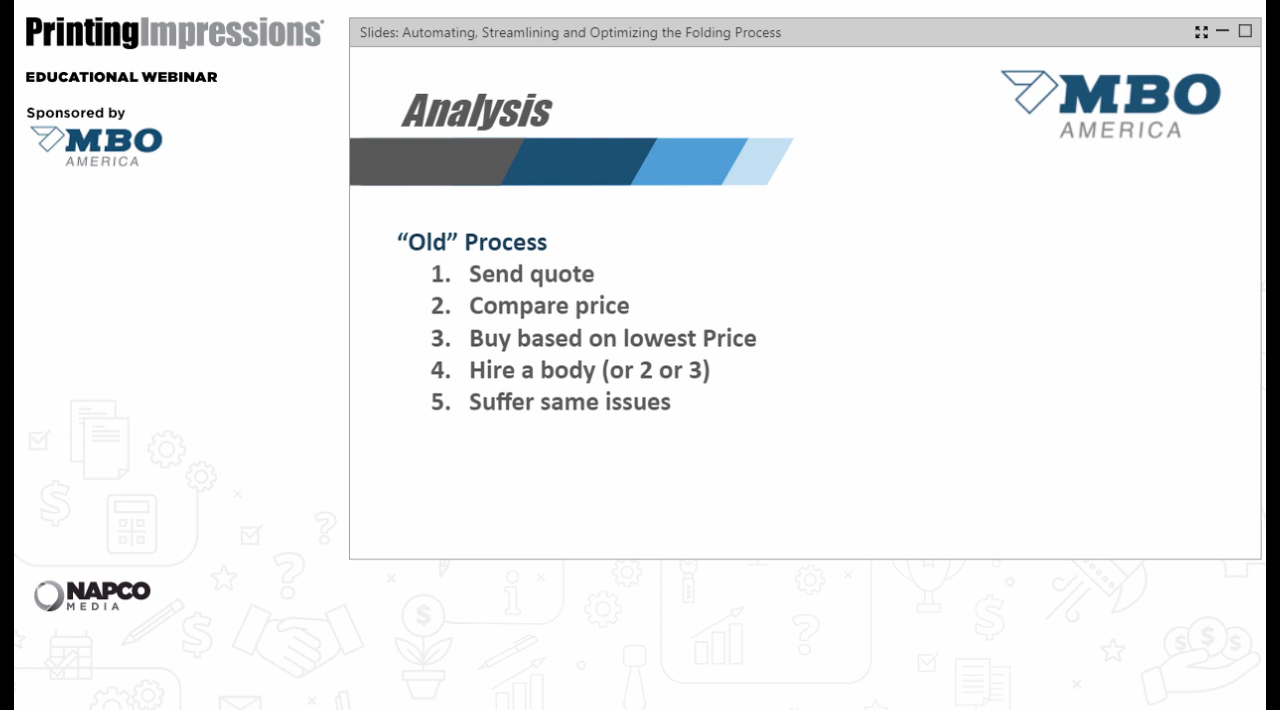 PrintingImpressions®
EDUCATIONAL WEBINAR
Sponsored by
MBO
AMERICA
Slides: Automating, Streamlining and Optimizing the Folding Process
MBO
AMERICA
Analysis
“Old” Process
1. Send quote
2. Compare price
3. Buy based on lowest Price
4. Hire a body (or 2 or 3)
5. Suffer same issues
NAPCO
MEDIA